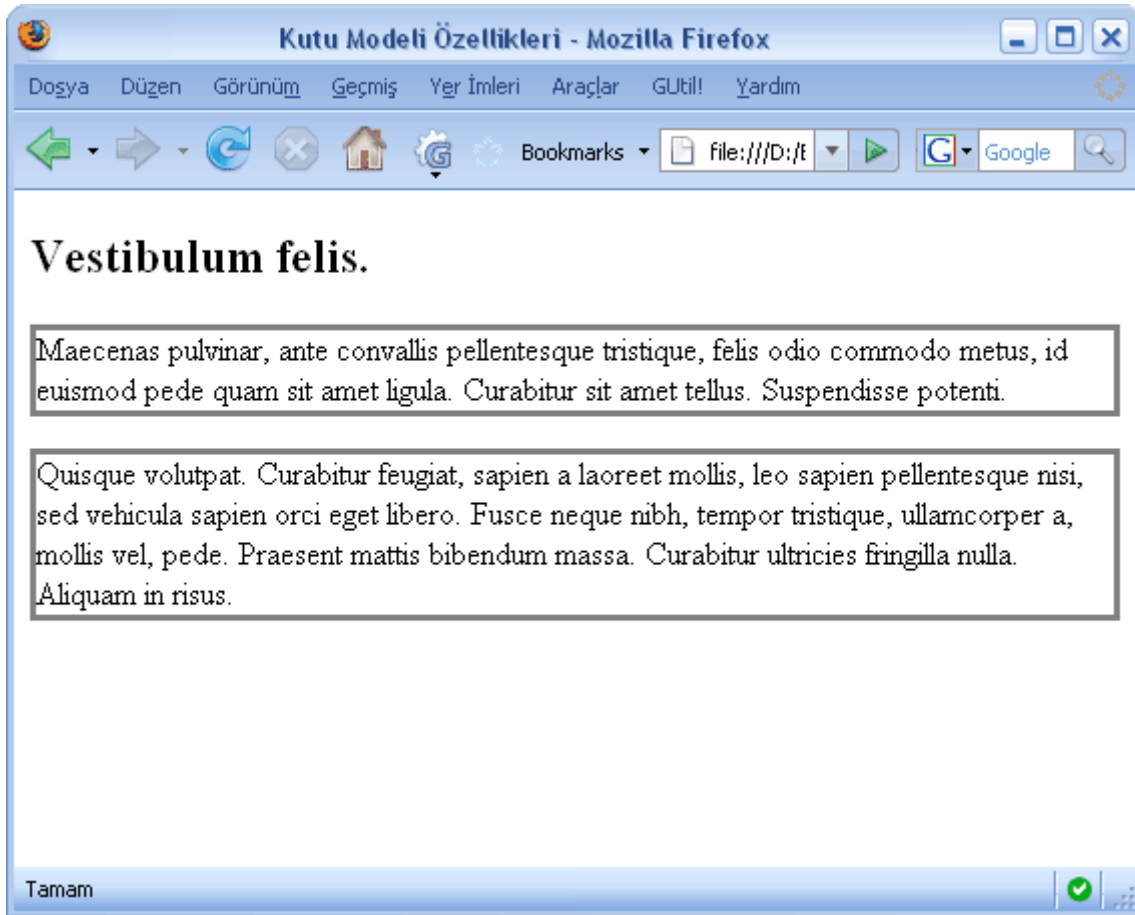 Kutu Modeli Özellikleri - Mozilla Firefox
Dosya Düzen Görünüm Geçmiş Yer İmleri Araçlar GUtil! Yardım
G Bookmarks file:///D:/E G Google
Vestibulum felis.
Maecenas pulvinar, ante convallis pellentesque tristique, felis odio commodo metus, id
euismod pede quam sit amet ligula. Curabitur sit amet tellus. Suspendisse potenti.
Quisque volutpat. Curabitur feugiat, sapien a laoreet mollis, leo sapien pellentesque nisi,
sed vehicula sapien orci eget libero. Fusce neque nibh, tempor tristique, ullamcorper a,
mollis vel, pede. Praesent mattis bibendum massa. Curabitur ultricies fringilla nulla.
Aliquam in risus.
Tamam